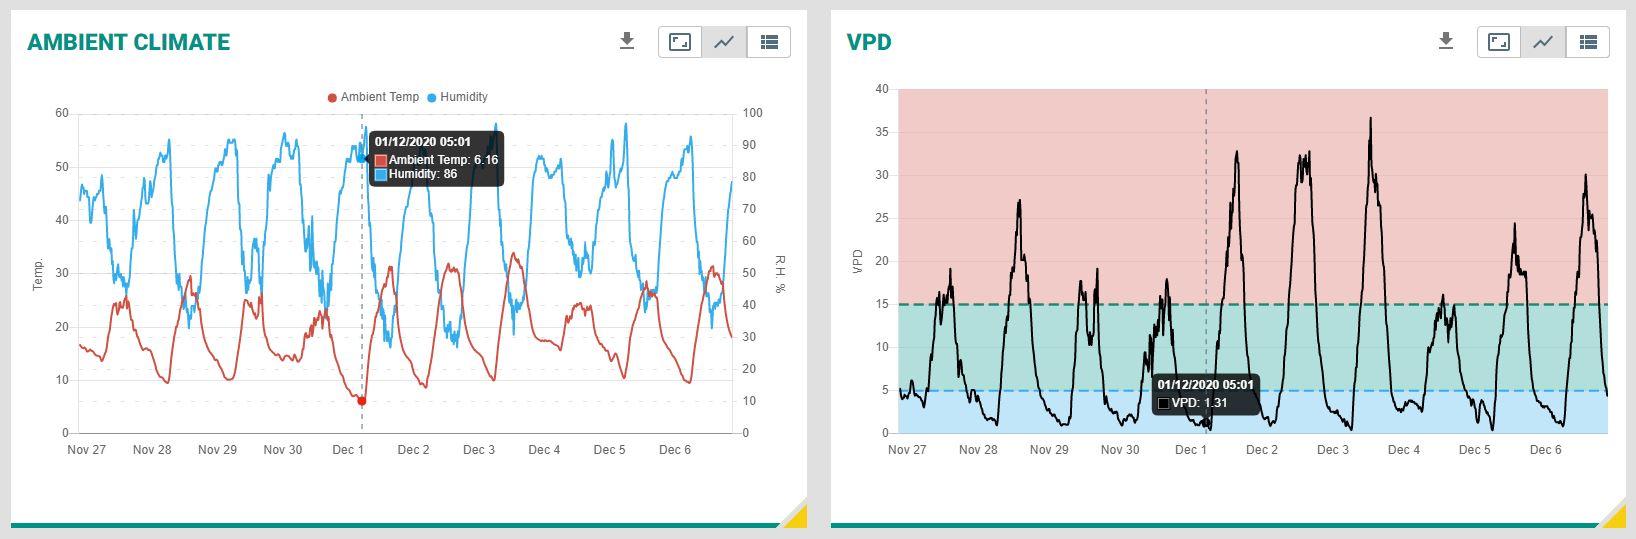 AMBIENT CLIMATE
Ambient Temp
Humidity
60
50
40
30
20
10
0
Temp.
100
90
80
70
60
50
40
30
20
10
0
R.H. %
01/12/2020 05:01
Ambient Temp: 6.16
Humidity: 86
Nov 27
Nov 28
Nov 29
Nov 30
Dec 1
Dec 2
Dec 3
Dec 4
Dec 5
Dec 6
VPD
40
35
30
25
20
15
10
5
0
VPD
01/12/2020 05:01
VPD: 1.31
Nov 27
Nov 28
Nov 29
Nov 30
Dec 1
Dec 2
Dec 3
Dec 4
Dec 5
Dec 6